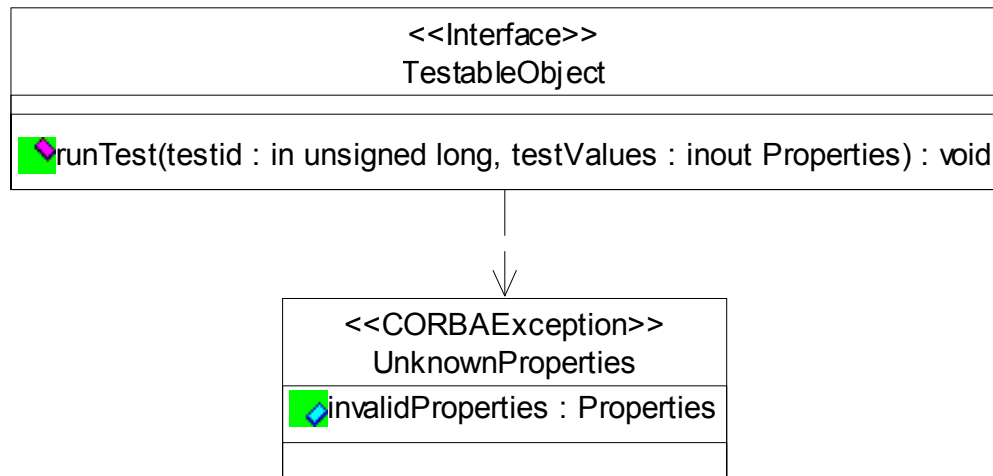 <<Interface>>
TestableObject
runTest(testid : in unsigned long, testValues : inout Properties) : void
<<CORBAException>>
UnknownProperties
invalidProperties : Properties